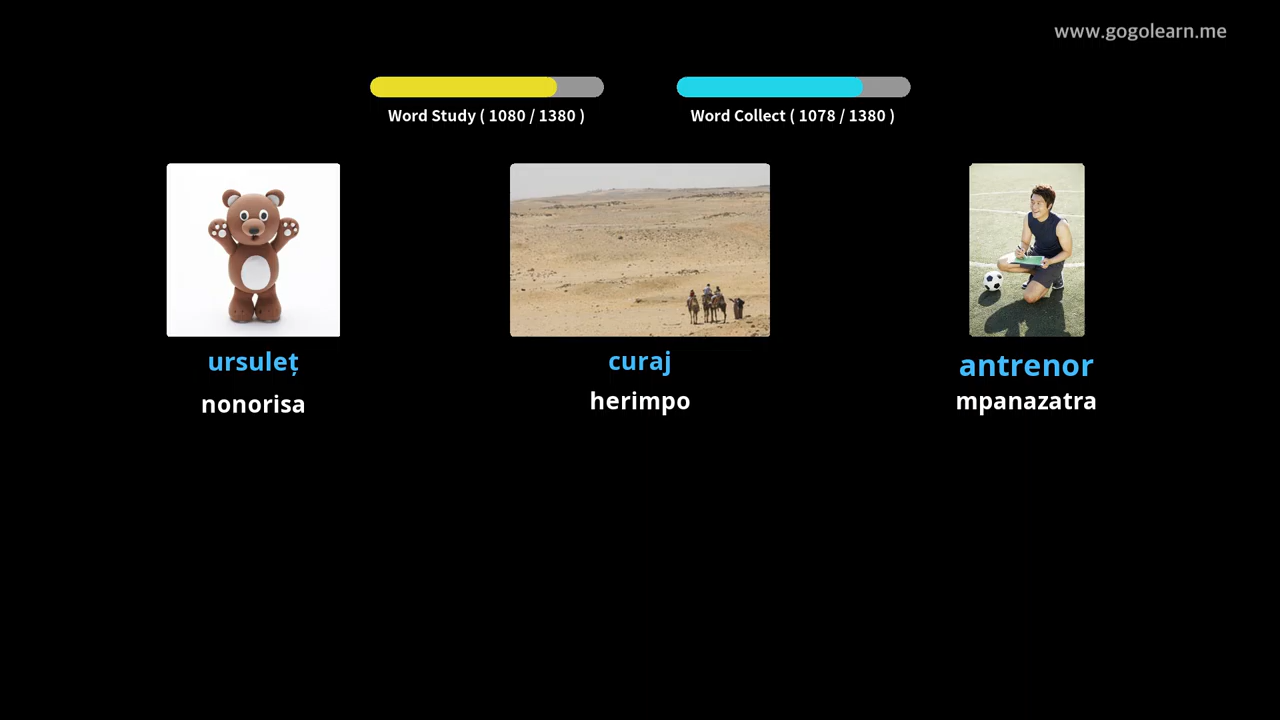 www.gogolearn.me
Word Study ( 1080 / 1380 )
Word Collect ( 1078 / 1380 )
ursuleț
nonorisa
curaj
herimpo
antrenor
mpanazatra